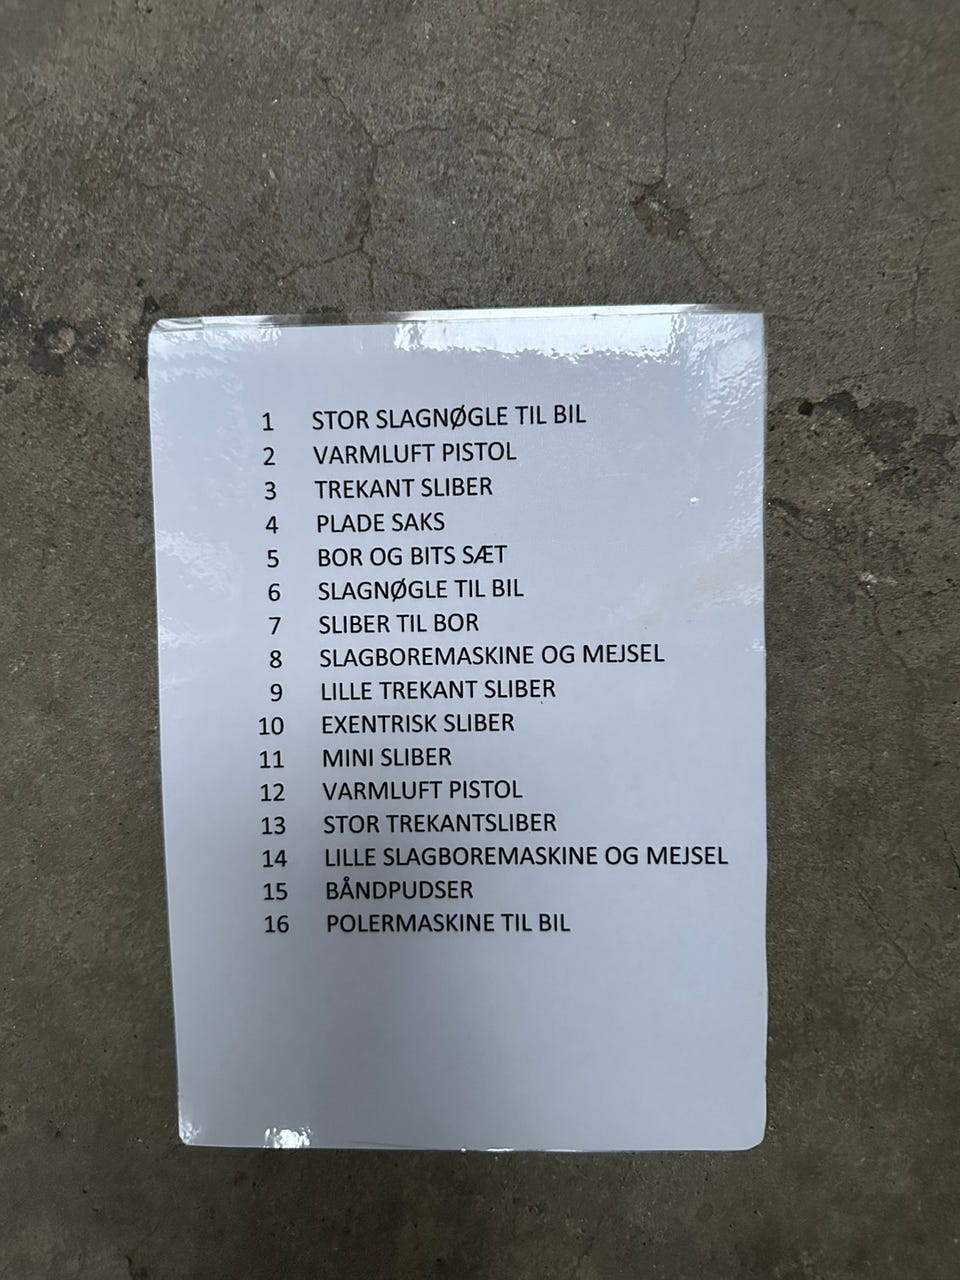 1 STOR SLAGNØGLE TIL BIL
2 VARMLUFT PISTOL
3 TREKANT SLIBER
4 PLADE SAKS
5 BOR OG BITS SÆT
6 SLAGNØGLE TIL BIL
7 SLIBER TIL BOR
8 SLAGBOREMASKINE OG MEJSEL
9 LILLE TREKANT SLIBER
10 EXENTRISK SLIBER
11 MINI SLIBER
12 VARMLUFT PISTOL
13 STOR TREKANTSLIBER
14 LILLE SLAGBOREMASKINE OG MEJSEL
15 BÅNDPUDSER
16 POLERMASKINE TIL BIL